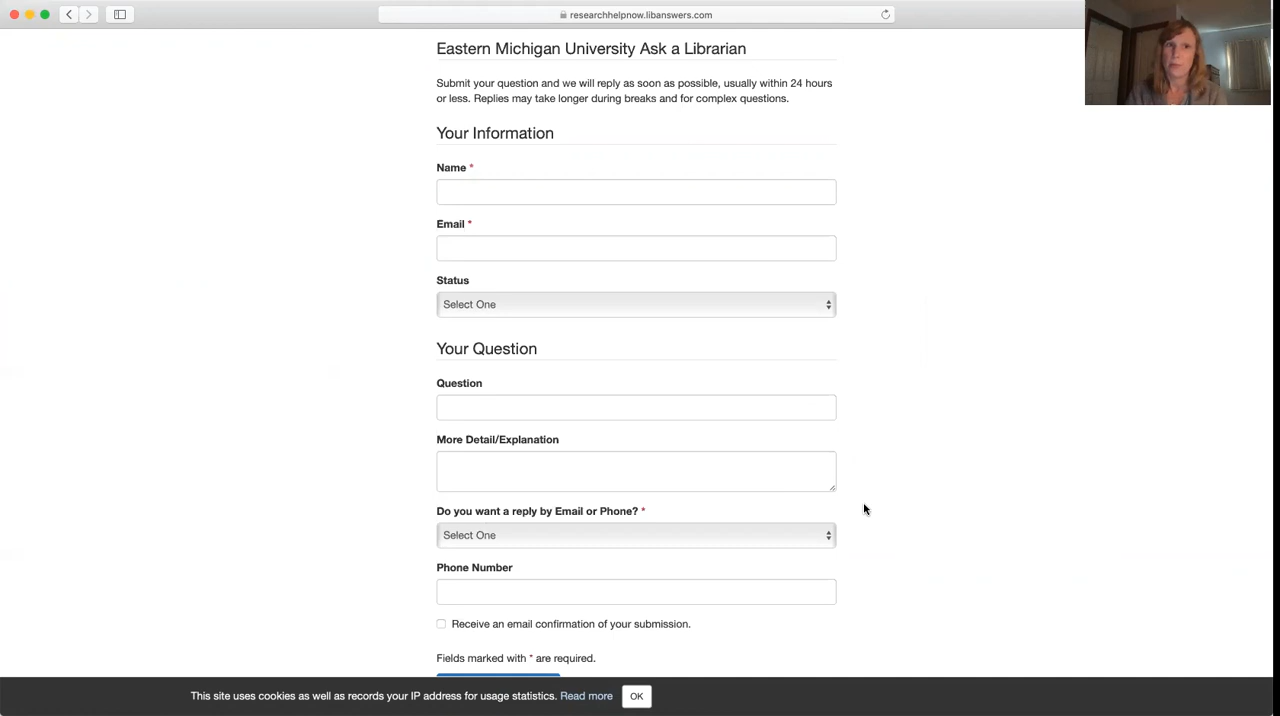 researchhelpnow.libanswers.com
Eastern Michigan University Ask a Librarian
Submit your question and we will reply as soon as possible, usually within 24 hours
or less. Replies may take longer during breaks and for complex questions.
Your Information
Name *
Email *
Status
Select One
Your Question
Question
More Detail/Explanation
Do you want a reply by Email or Phone? *
Select One
Phone Number
Receive an email confirmation of your submission.
Fields marked with * are required.
This site uses cookies as well as records your IP address for usage statistics. Read more OK